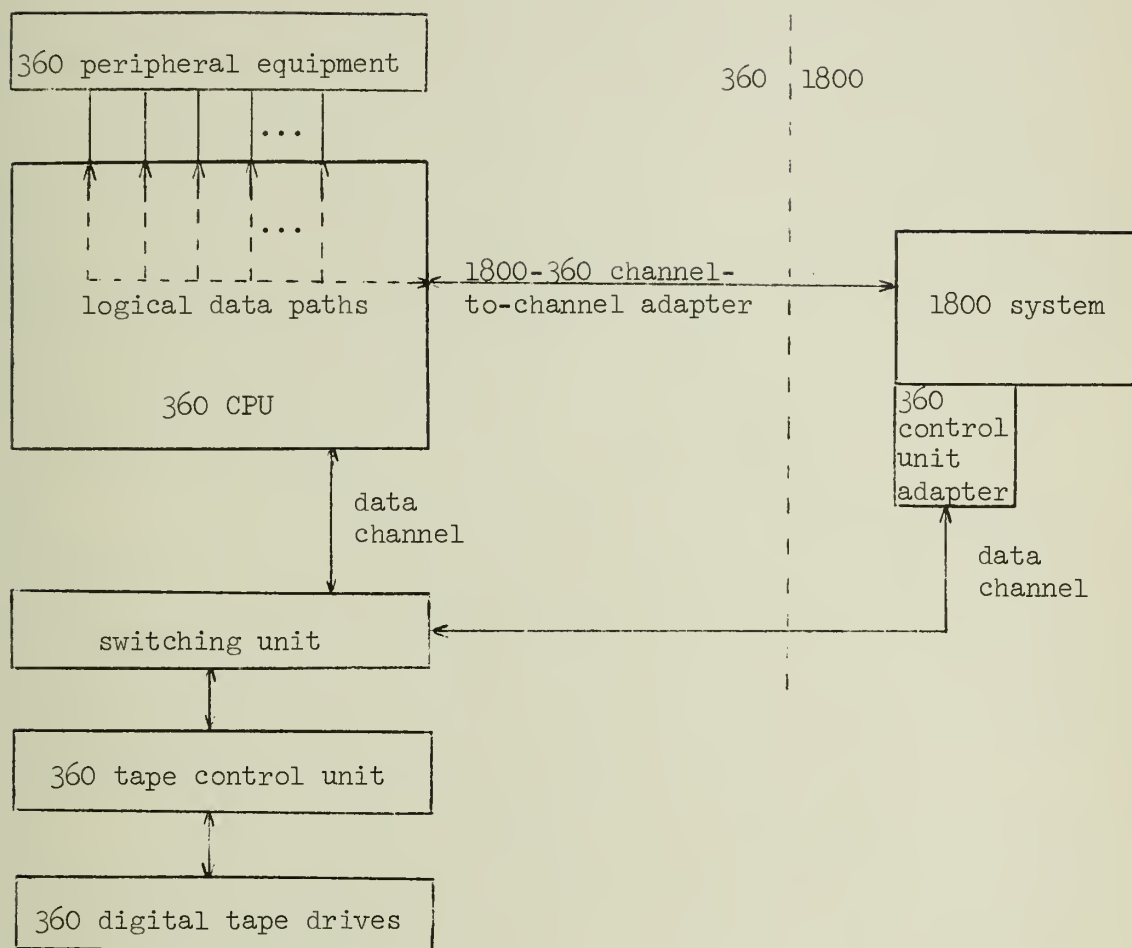 360 peripheral equipment
...
360 1800
...
logical data paths
1800-360 channel-
to-channel adapter
1800 system
360 CPU
360
control
unit
adapter
data
channel
data
channel
switching unit
360 tape control unit
360 digital tape drives